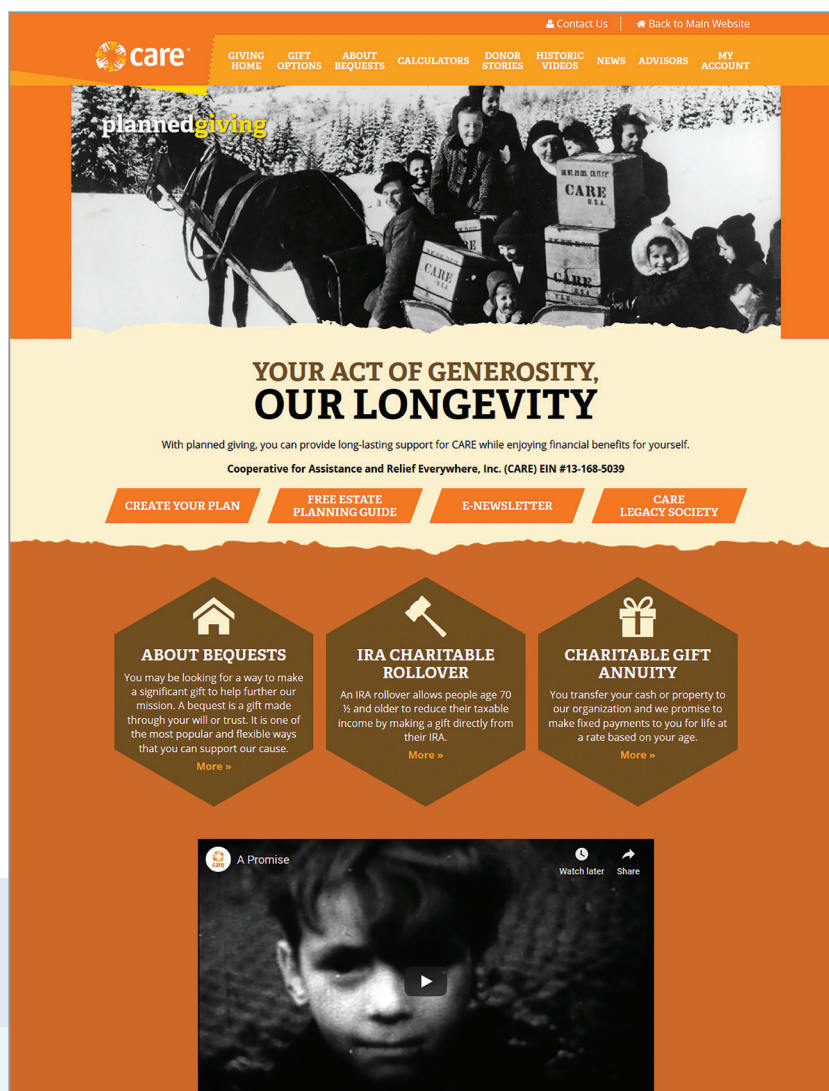 Contact Us
Back to Main Website
care
GIVING HOME
GIFT OPTIONS
ABOUT BEQUESTS
CALCULATORS
DONOR STORIES
HISTORIC VIDEOS
NEWS
ADVISORS
MY ACCOUNT
plannedgiving
CARE
U.S.A.
CARE
CARE
YOUR ACT OF GENEROSITY,
OUR LONGEVITY
With planned giving, you can provide long-lasting support for CARE while enjoying financial benefits for yourself.
Cooperative for Assistance and Relief Everywhere, Inc. (CARE) EIN #13-168-5039
CREATE YOUR PLAN
FREE ESTATE
PLANNING GUIDE
E-NEWSLETTER
CARE
LEGACY SOCIETY
ABOUT BEQUESTS
You may be looking for a way to make
a significant gift to help further our
mission. A bequest is a gift made
through your will or trust. It is one of
the most popular and flexible ways
that you can support our cause.
More »
IRA CHARITABLE
ROLLOVER
An IRA rollover allows people age 70
½ and older to reduce their taxable
income by making a gift directly from
their IRA.
More »
CHARITABLE GIFT
ANNUITY
You transfer your cash or property to
our organization and we promise to
make fixed payments to you for life at
a rate based on your age.
More »
care
A Promise
Watch later
Share